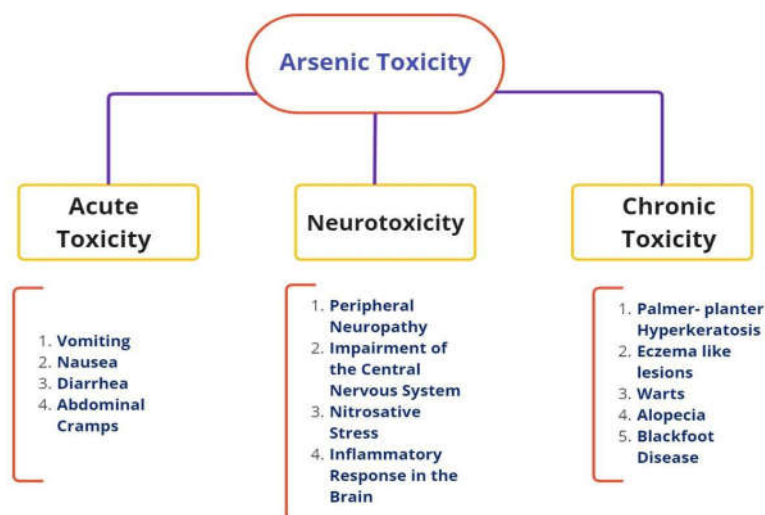 Arsenic Toxicity
Acute
Toxicity
Neurotoxicity
Chronic
Toxicity
1. Vomiting
2. Nausea
3. Diarrhea
4. Abdominal
Cramps
1. Peripheral
Neuropathy
2. Impairment of
the Central
Nervous System
3. Nitrosative
Stress
4. Inflammatory
Response in the
Brain
1. Palmer- planter
Hyperkeratosis
2. Eczema like
lesions
3. Warts
4. Alopecia
5. Blackfoot
Disease